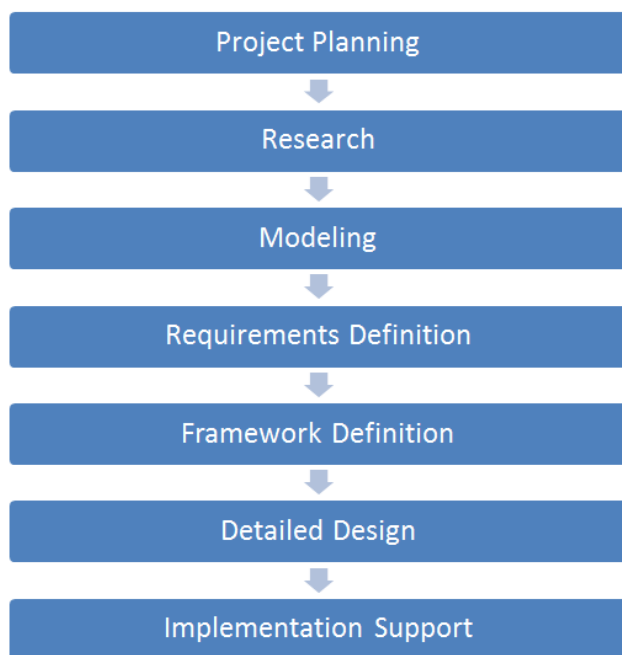 Project Planning
Research
Modeling
Requirements Definition
Framework Definition
Detailed Design
Implementation Support